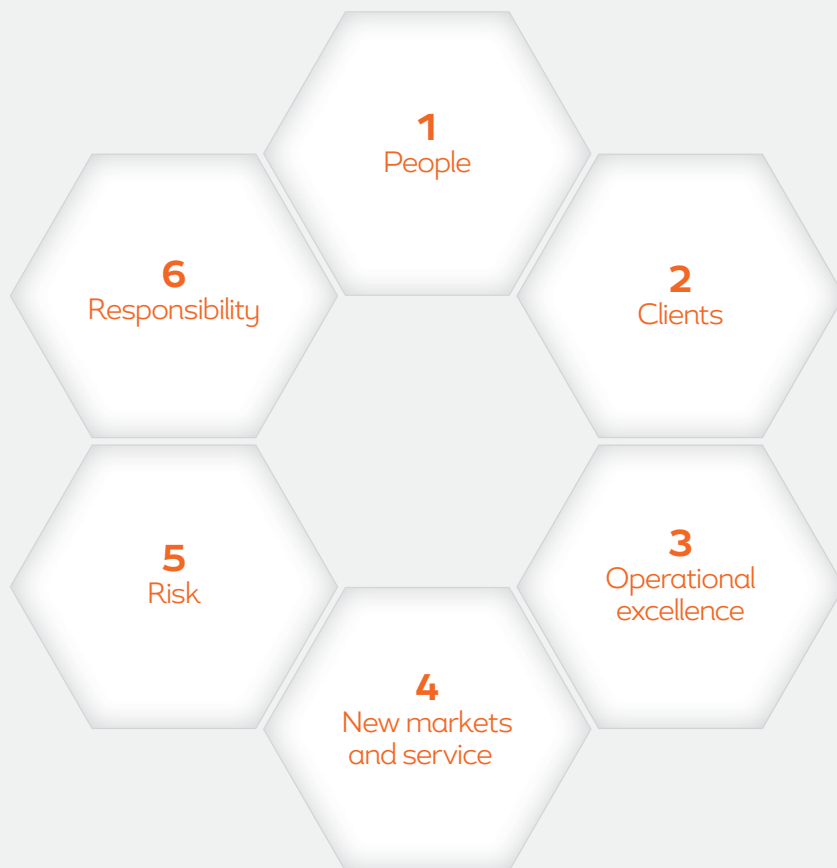 1
People
2
Clients
3
Operational
excellence
4
New markets
and service
5
Risk
6
Responsibility